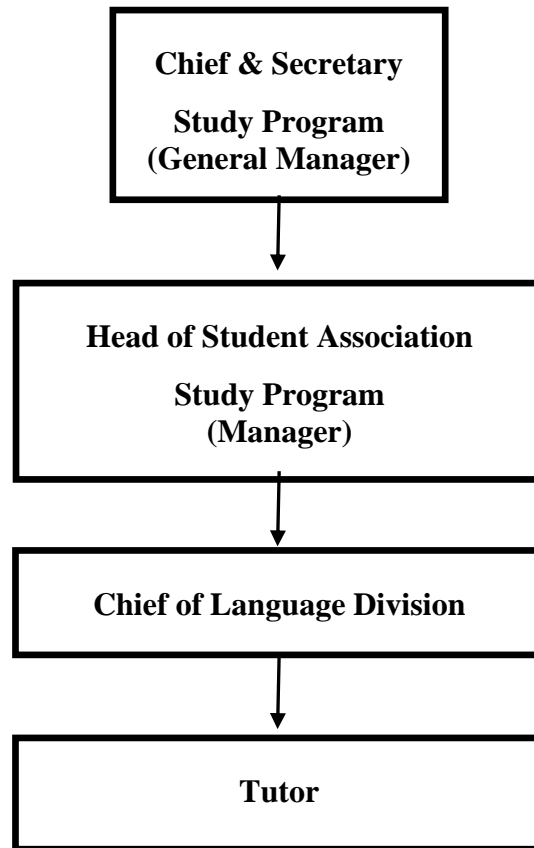 Chief & Secretary
Study Program
(General Manager)
Head of Student Association
Study Program
(Manager)
Chief of Language Division
Tutor